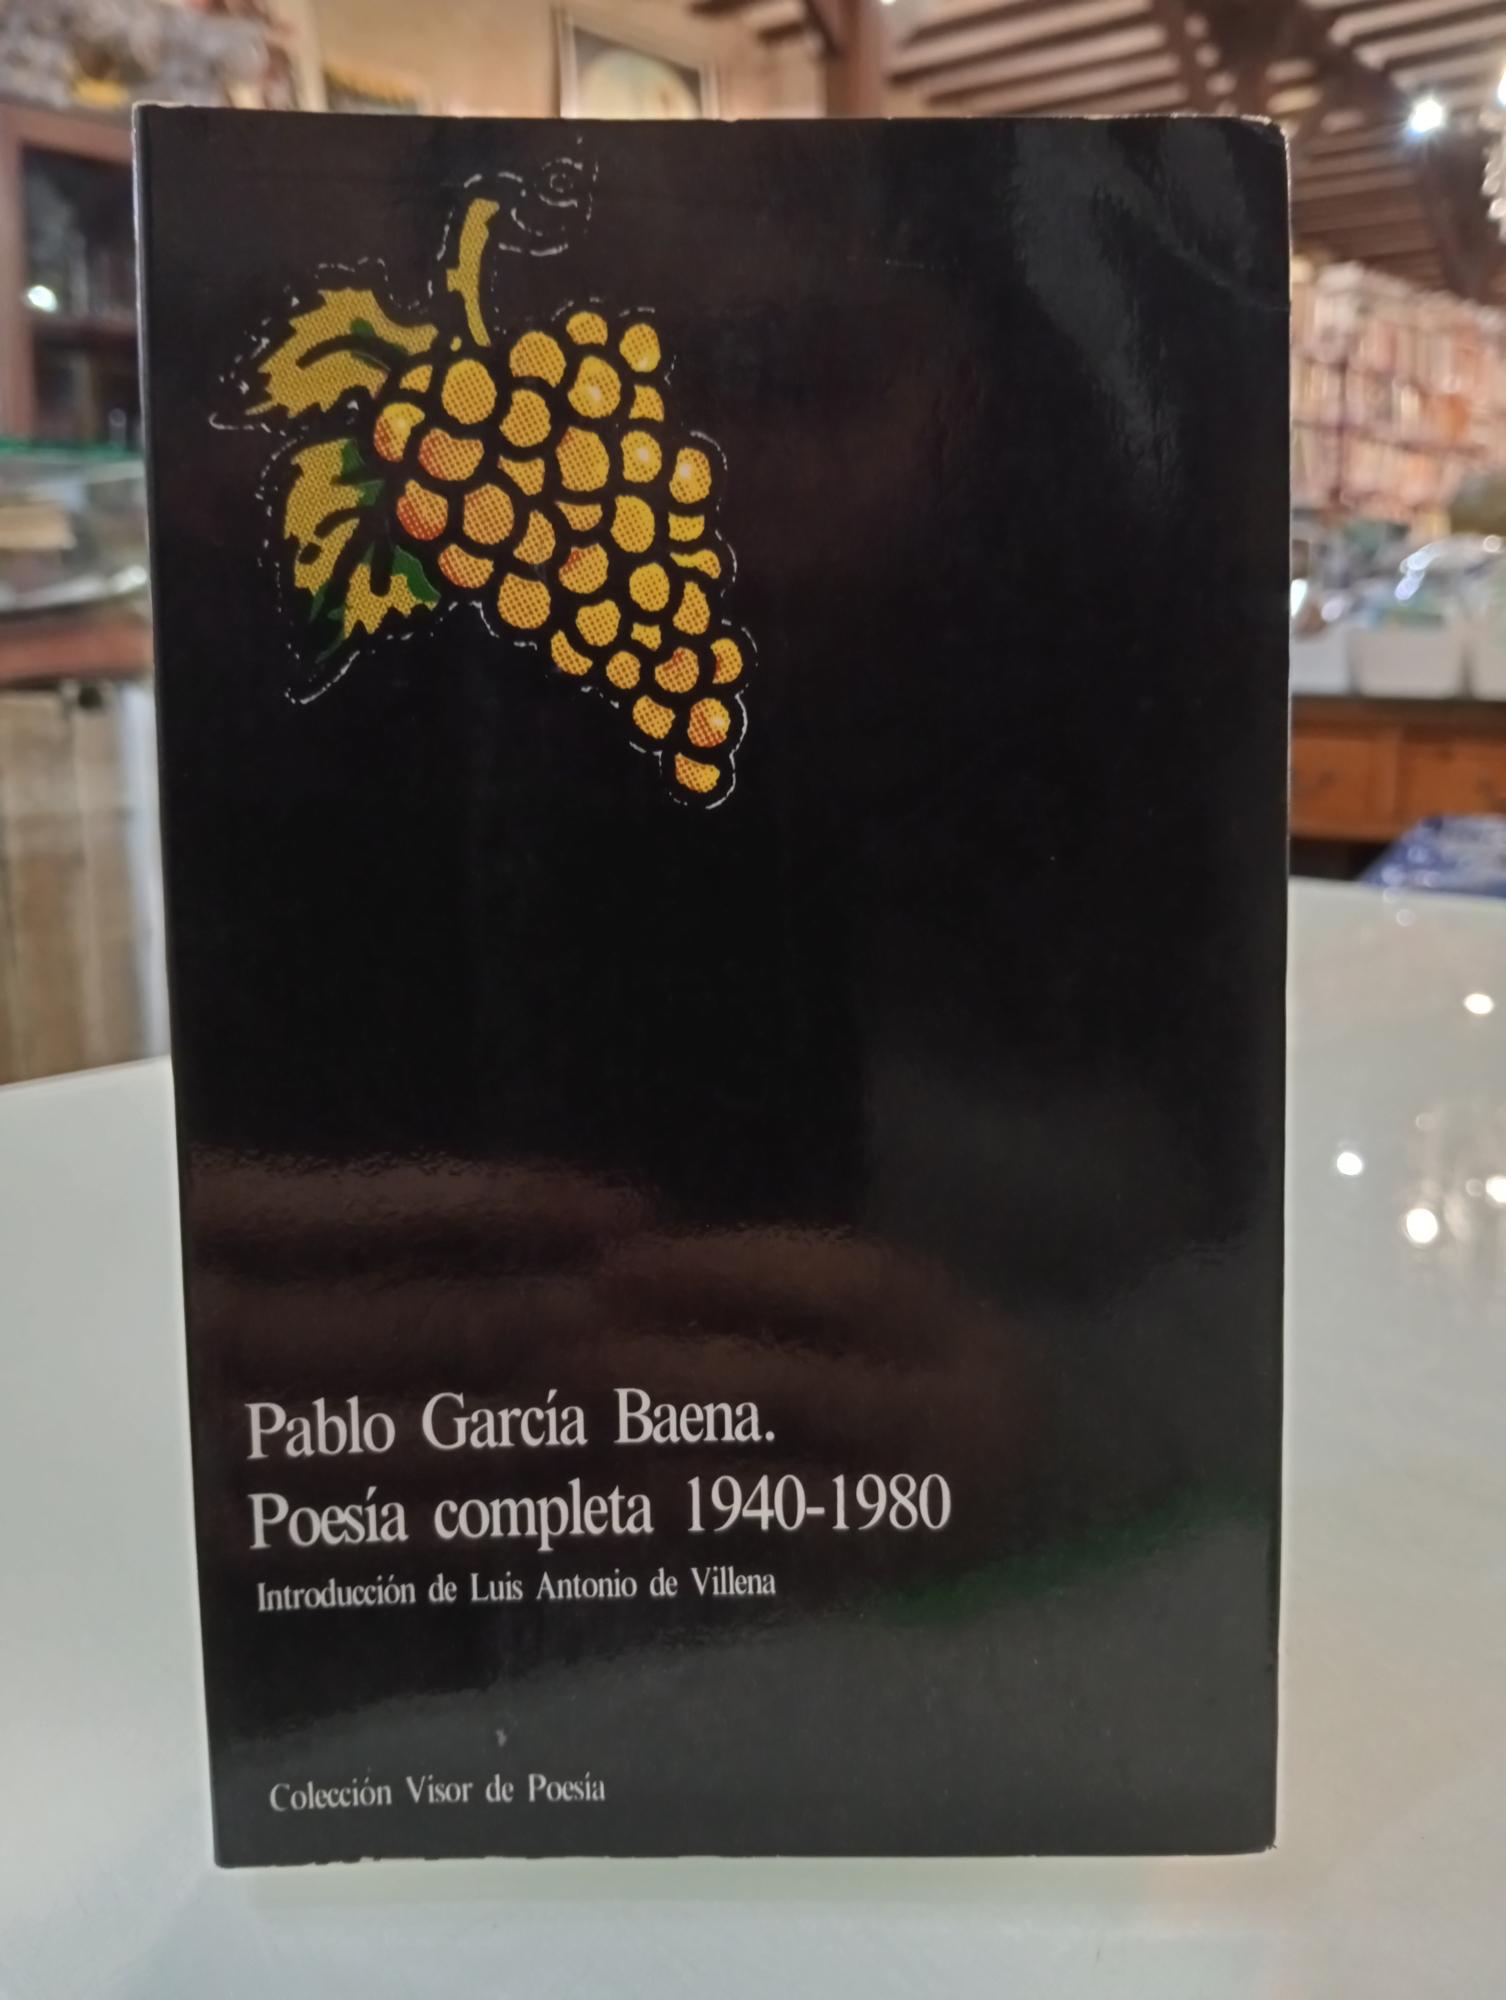 Pablo García Baena.
Poesía completa 1940-1980
Introducción de Luis Antonio de Villena
Colección Visor de Poesía